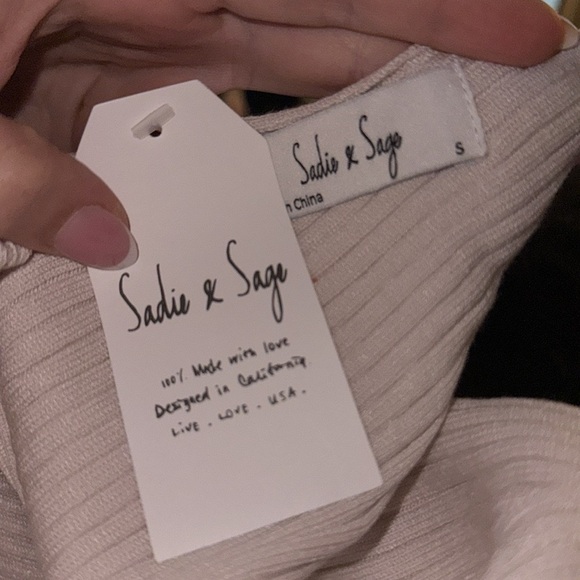 Sadie & Sage
S
n China
Sadie & Sage
100% Made with love
Designed in California.
LIVE . LOVE . USA .